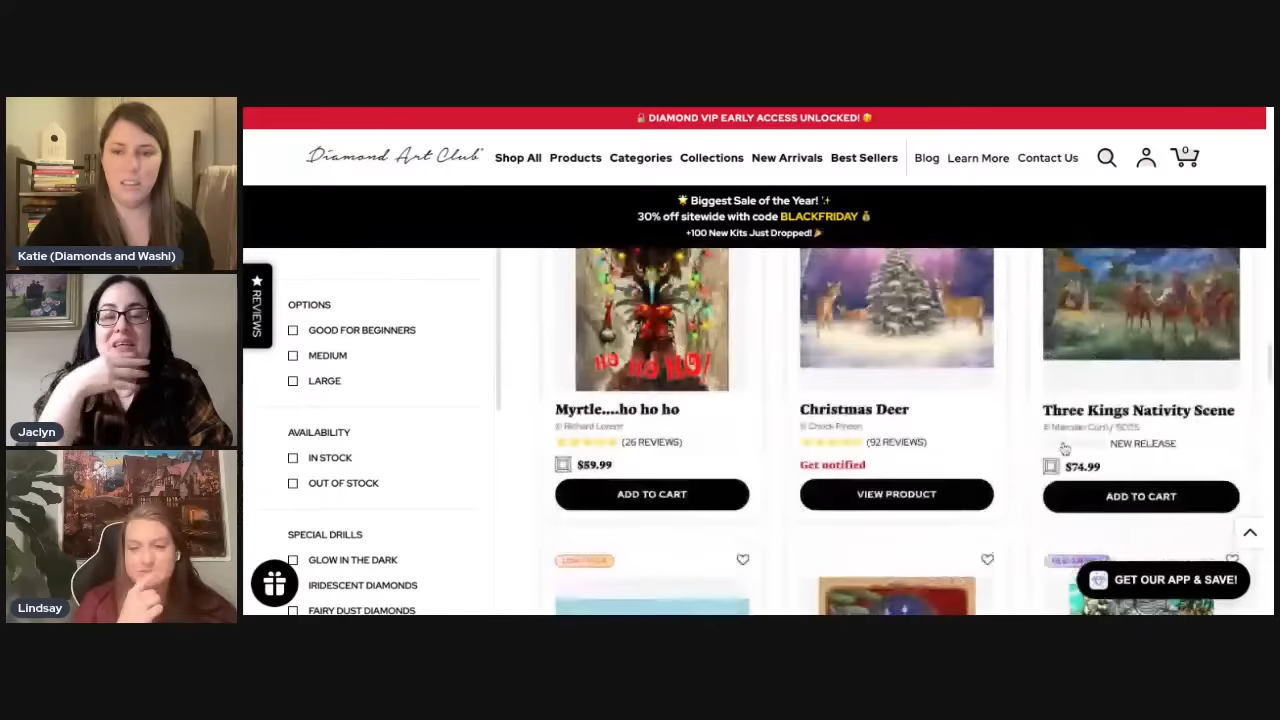 Katie (Diamonds and Washi)
Jaclyn
Lindsay
DIAMOND VIP EARLY ACCESS UNLOCKED!
Diamond Art Club
Shop All Products Categories Collections New Arrivals Best Sellers Blog Learn More Contact Us 0
Biggest Sale of the Year!
30% off sitewide with code BLACKFRIDAY
+100 New Kits Just Dropped!
REVIEWS
OPTIONS
GOOD FOR BEGINNERS
MEDIUM
LARGE
AVAILABILITY
IN STOCK
OUT OF STOCK
SPECIAL DRILLS
GLOW IN THE DARK
IRIDESCENT DIAMONDS
FAIRY DUST DIAMONDS
HO HO HO!
Myrtle....ho ho ho
(26 REVIEWS)
$59.99
ADD TO CART
Christmas Deer
(92 REVIEWS)
Get notified
VIEW PRODUCT
Three Kings Nativity Scene
NEW RELEASE
$74.99
ADD TO CART
GET OUR APP & SAVE!